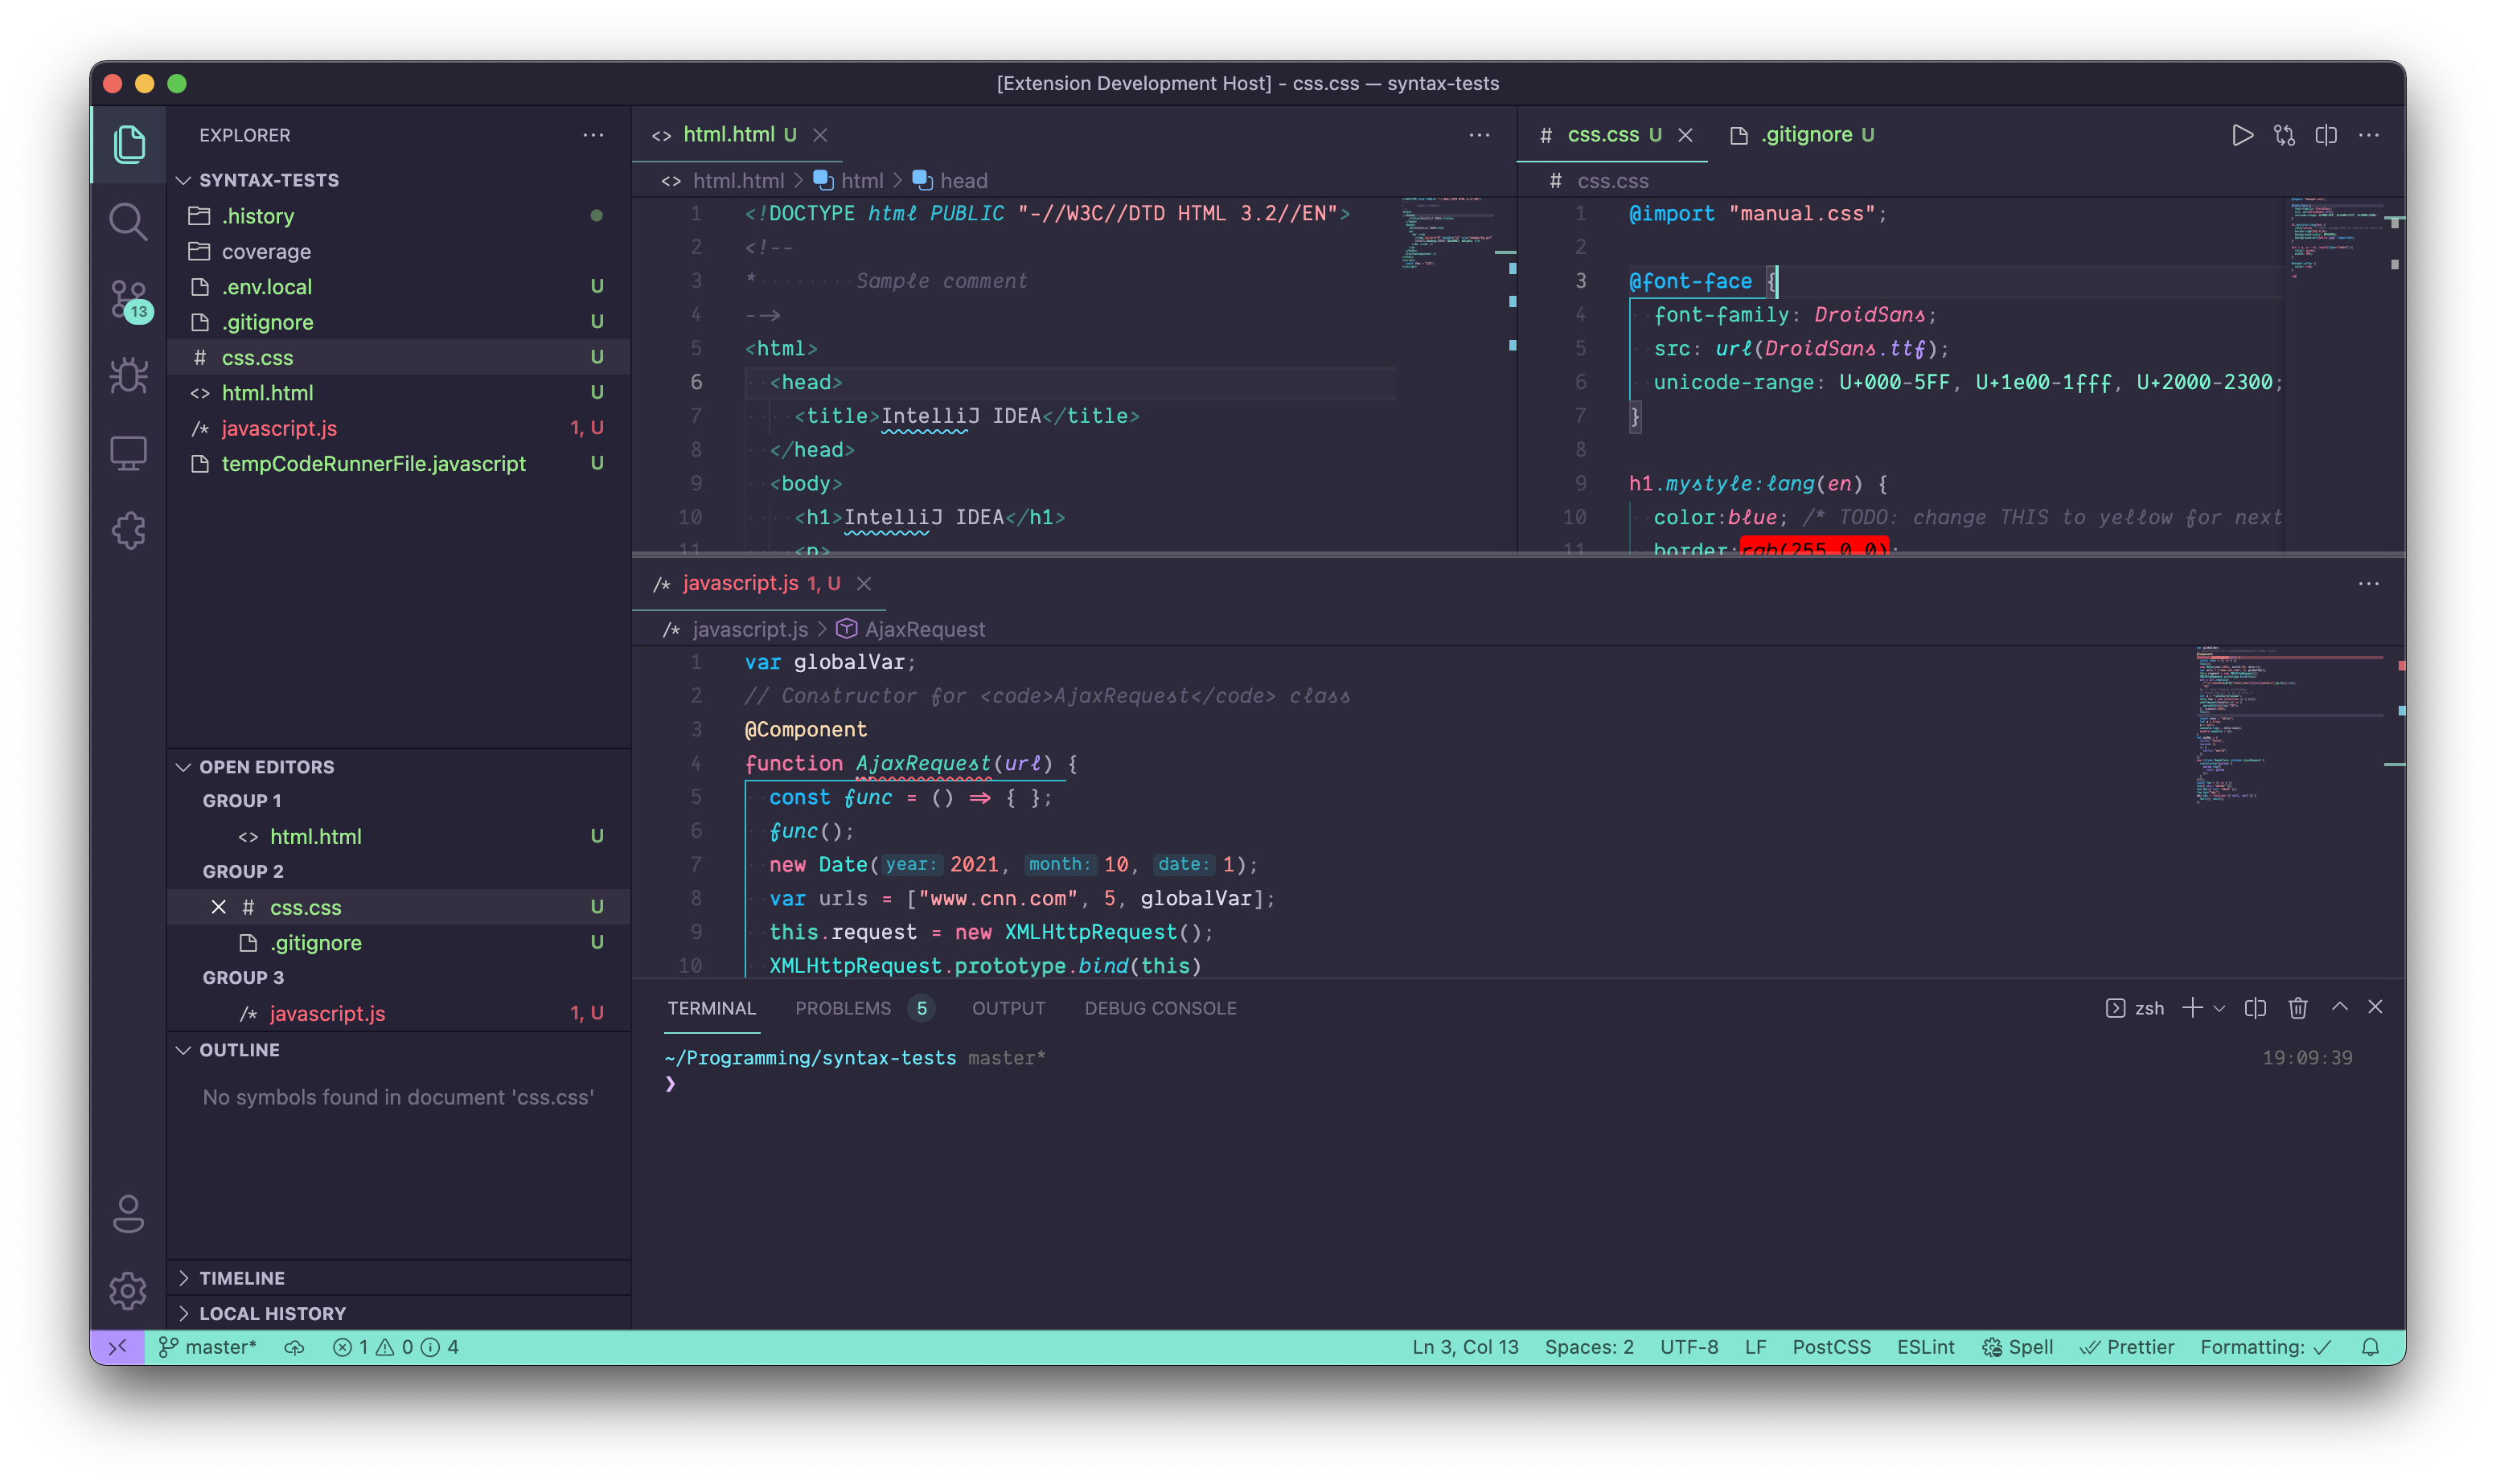 [Extension Development Host] - css.css — syntax-tests
EXPLORER
SYNTAX-TESTS
.history
coverage
.env.local U
.gitignore U
# css.css U
<> html.html U
/* javascript.js 1, U
tempCodeRunnerFile.javascript U
13
OPEN EDITORS
GROUP 1
<> html.html U
GROUP 2
# css.css U
.gitignore U
GROUP 3
/* javascript.js 1, U
OUTLINE
No symbols found in document 'css.css'
TIMELINE
LOCAL HISTORY
<> html.html U
<> html.html > html > head
1 <!DOCTYPE html PUBLIC "-//W3C//DTD HTML 3.2//EN">
2 <!--
3 * Sample comment
4 -->
5 <html>
6 <head>
7 <title>IntelliJ IDEA</title>
8 </head>
9 <body>
10 <h1>IntelliJ IDEA</h1>
11 <p>
# css.css U .gitignore U
# css.css
1 @import "manual.css";
2
3 @font-face {
4 font-family: DroidSans;
5 src: url(DroidSans.ttf);
6 unicode-range: U+000-5FF, U+1e00-1fff, U+2000-2300;
7 }
8
9 h1.mystyle:lang(en) {
10 color:blue; /* TODO: change THIS to yellow for next
11 border:rgb(255,0,0);
/* javascript.js 1, U
/* javascript.js > AjaxRequest
1 var globalVar;
2 // Constructor for <code>AjaxRequest</code> class
3 @Component
4 function AjaxRequest(url) {
5 const func = () => { };
6 func();
7 new Date(year: 2021, month: 10, date: 1);
8 var urls = ["www.cnn.com", 5, globalVar];
9 this.request = new XMLHttpRequest();
10 XMLHttpRequest.prototype.bind(this)
TERMINAL PROBLEMS 5 OUTPUT DEBUG CONSOLE
zsh
~/Programming/syntax-tests master* 19:09:39
❯
master* 1 0 4
Ln 3, Col 13 Spaces: 2 UTF-8 LF PostCSS ESLint Spell Prettier Formatting: ✓